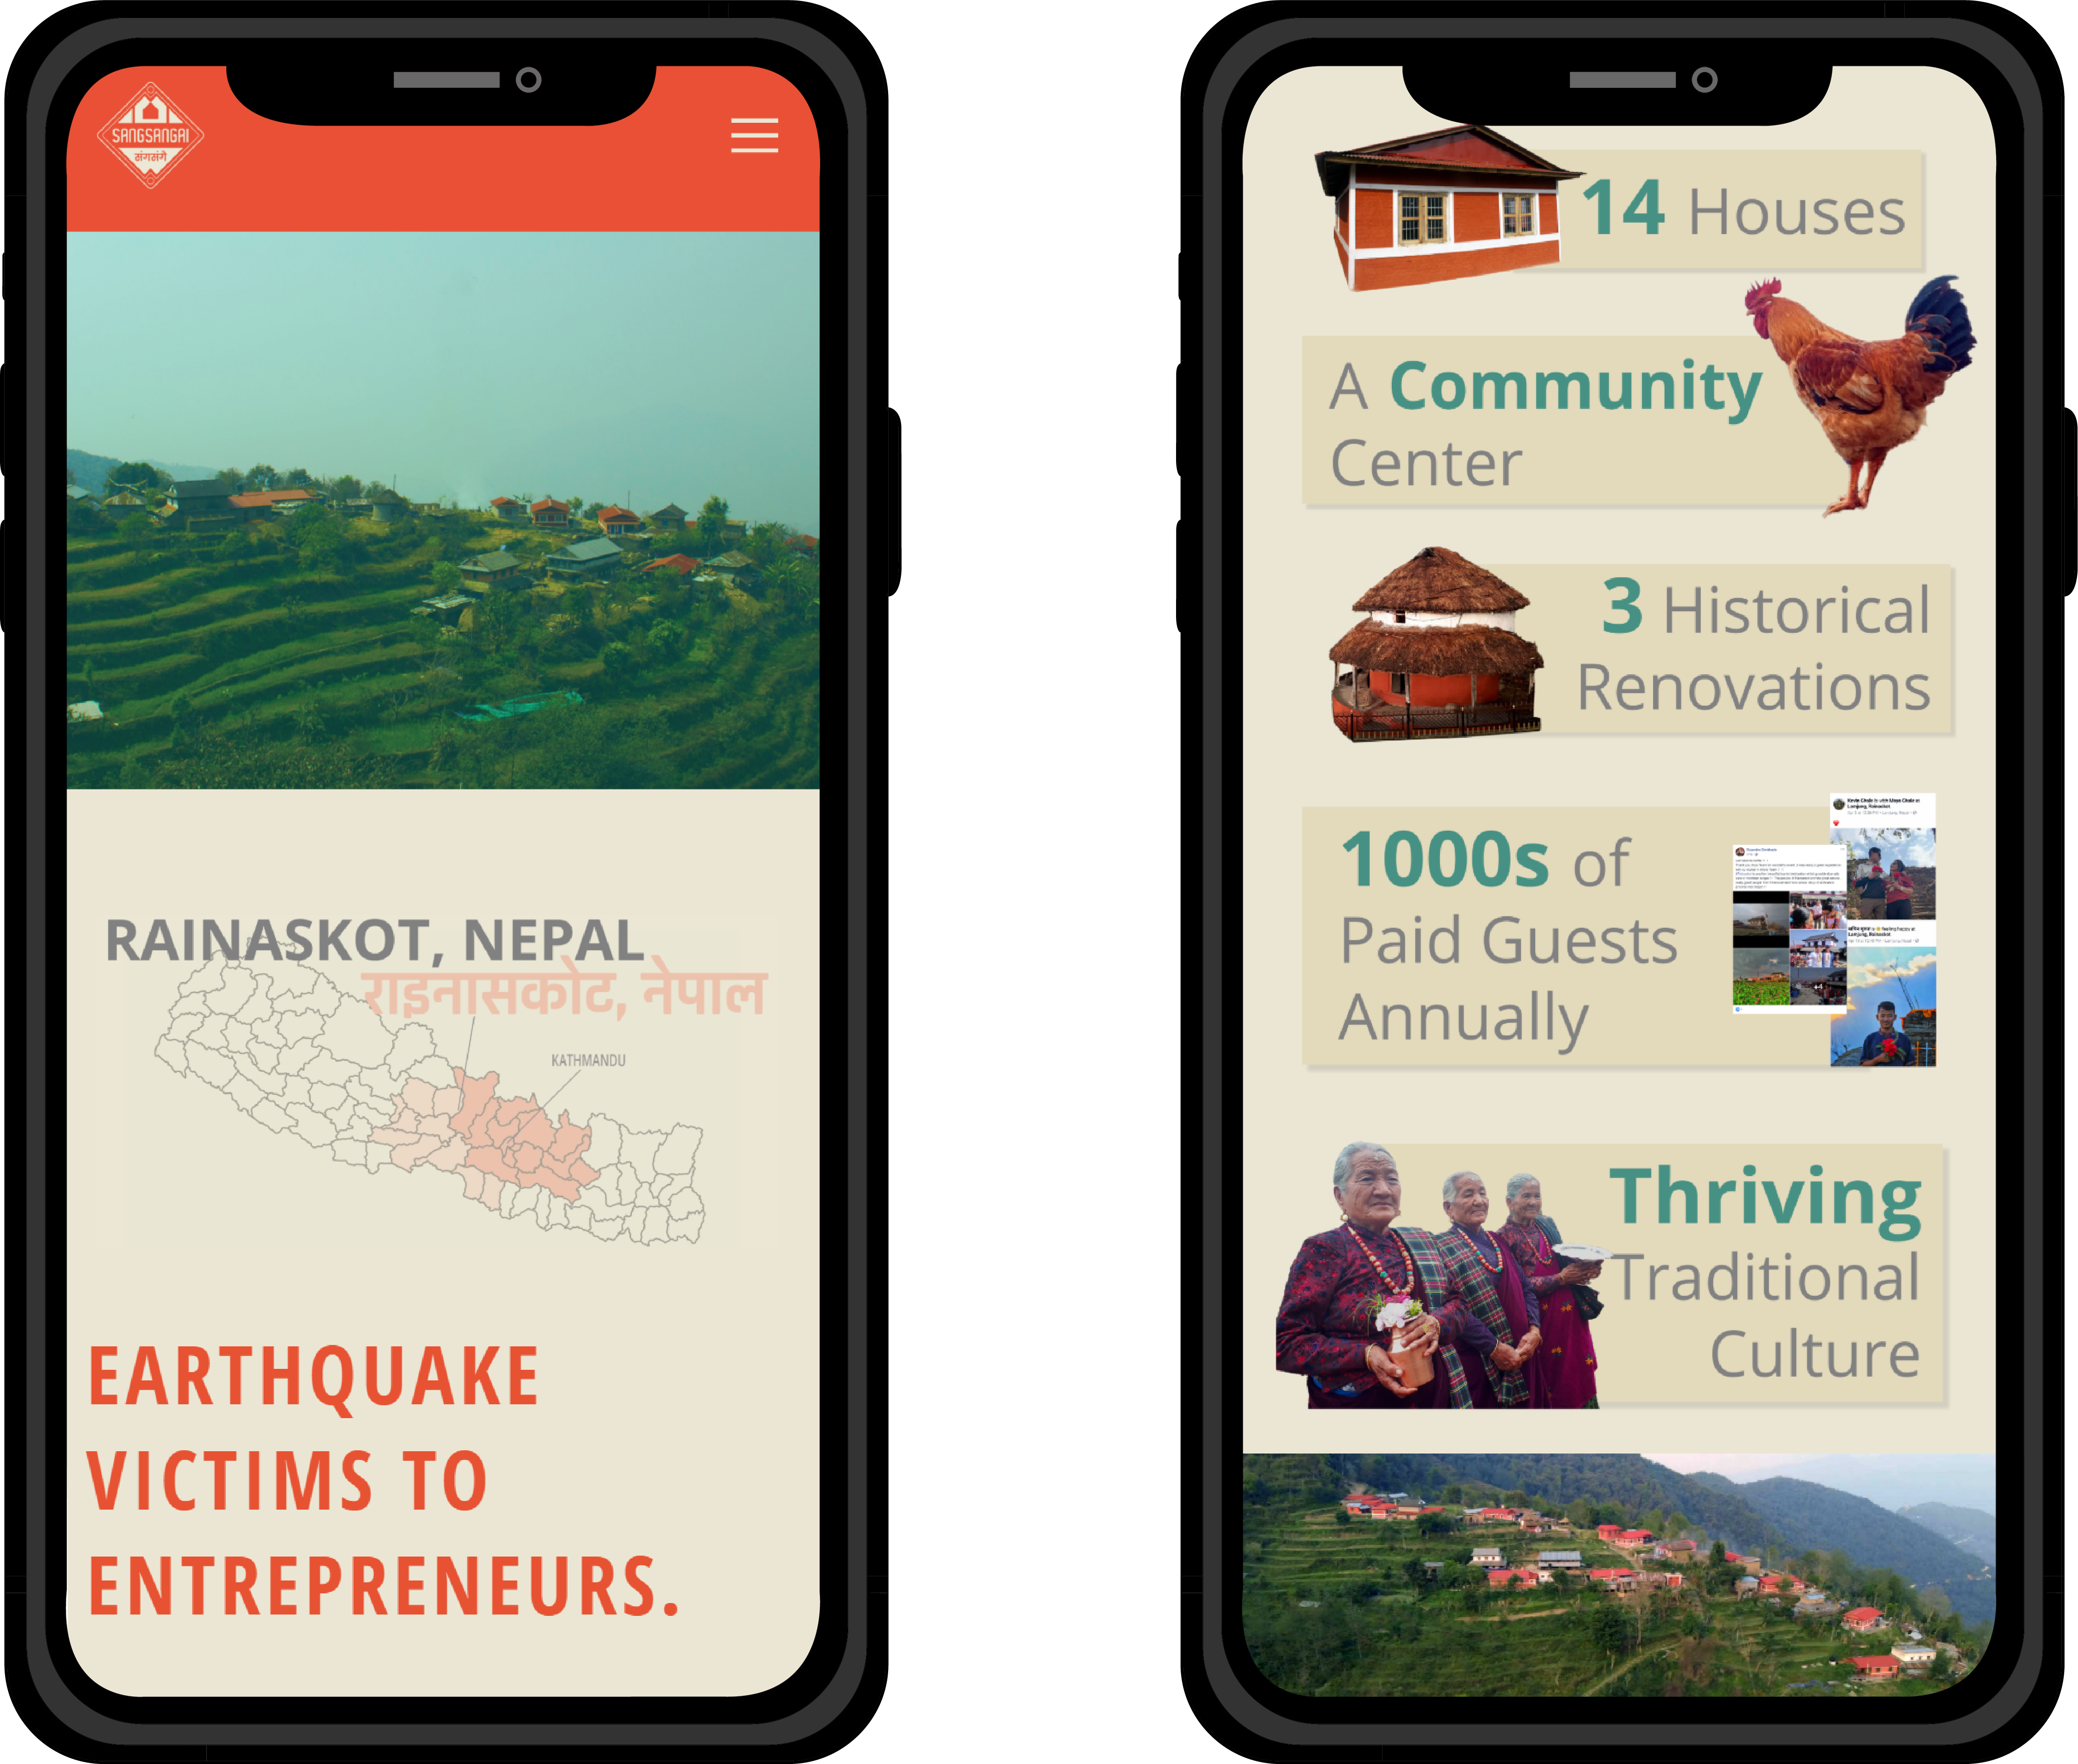 SANGSANGAI
संगसंगै
RAINASKOT, NEPAL
राइनासकोट, नेपाल
KATHMANDU
EARTHQUAKE
VICTIMS TO
ENTREPRENEURS.
14 Houses
A Community
Center
3 Historical
Renovations
1000s of
Paid Guests
Annually
Thriving
Traditional
Culture